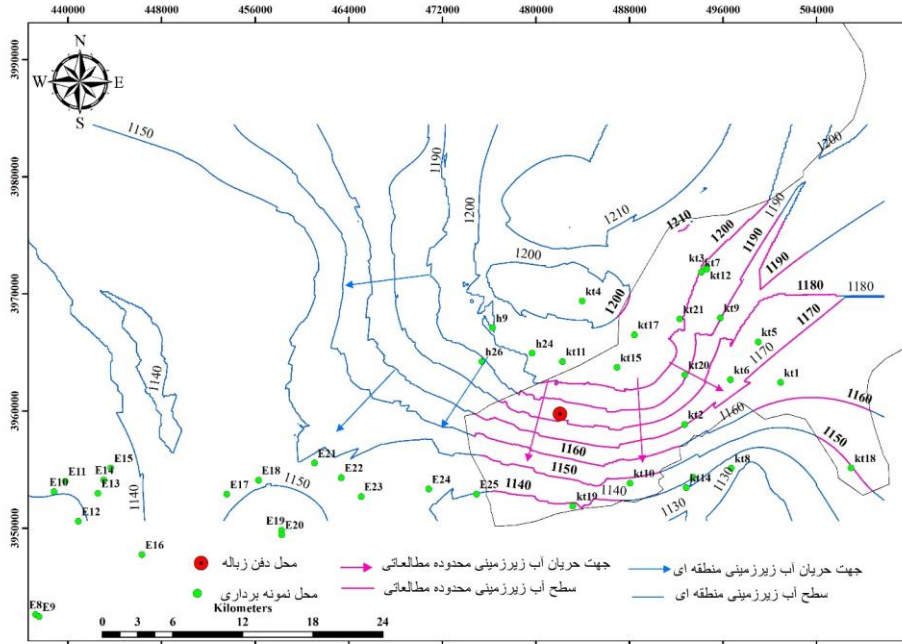 440000 448000 456000 464000 472000 480000 488000 496000 504000
3990000
3980000
3970000
3960000
3950000
N
W E
S
1150
1190
1200
1200
1210
1210
1200
1190
1190
1190
1200
1200
1200
1180
1180
1170
1170
1160
1160
1150
1160
1150
1140
1140
1130
1130
1140
1140
1150
kt3
kt7
kt12
kt4
h9
kt21
kt9
kt17
h24
h26
kt11
kt15
kt20
kt5
kt6
kt1
kt2
kt8
kt18
kt14
kt10
kt19
E15
E14
E11
E10
E13
E12
E16
E17
E18
E21
E22
E23
E24
E25
E19
E20
E8
E9
محل دفن زباله
جهت حریان آب زیرزمینی محدوده مطالعاتی
جهت حریان آب زیرزمینی منطقه ای
محل نمونه برداری
سطح آب زیرزمینی محدوده مطالعاتی
سطح آب زیرزمینی منطقه ای
Kilometers
0 3 6 12 18 24